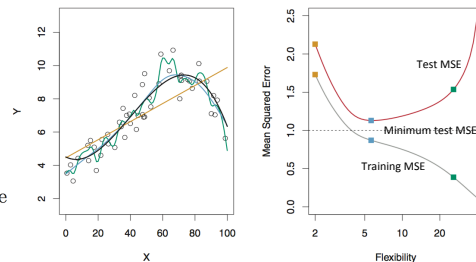 e
Y
12
10
8
6
4
2
0
20
40
60
80
100
X
Mean Squared Error
2.5
2.0
1.5
1.0
0.5
0.0
Test MSE
Minimum test MSE
Training MSE
2
5
10
20
Flexibility